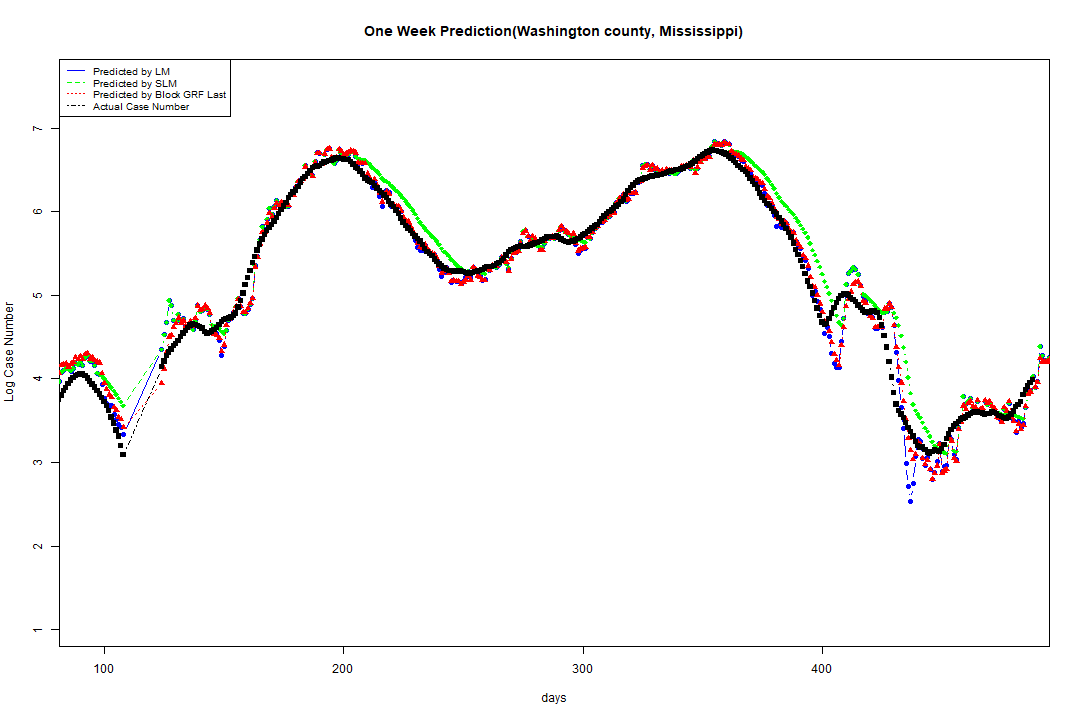 One Week Prediction(Washington county, Mississippi)
Predicted by LM
Predicted by SLM
Predicted by Block GRF Last
Actual Case Number
7
6
5
4
3
2
1
Log Case Number
100 200 300 400
days